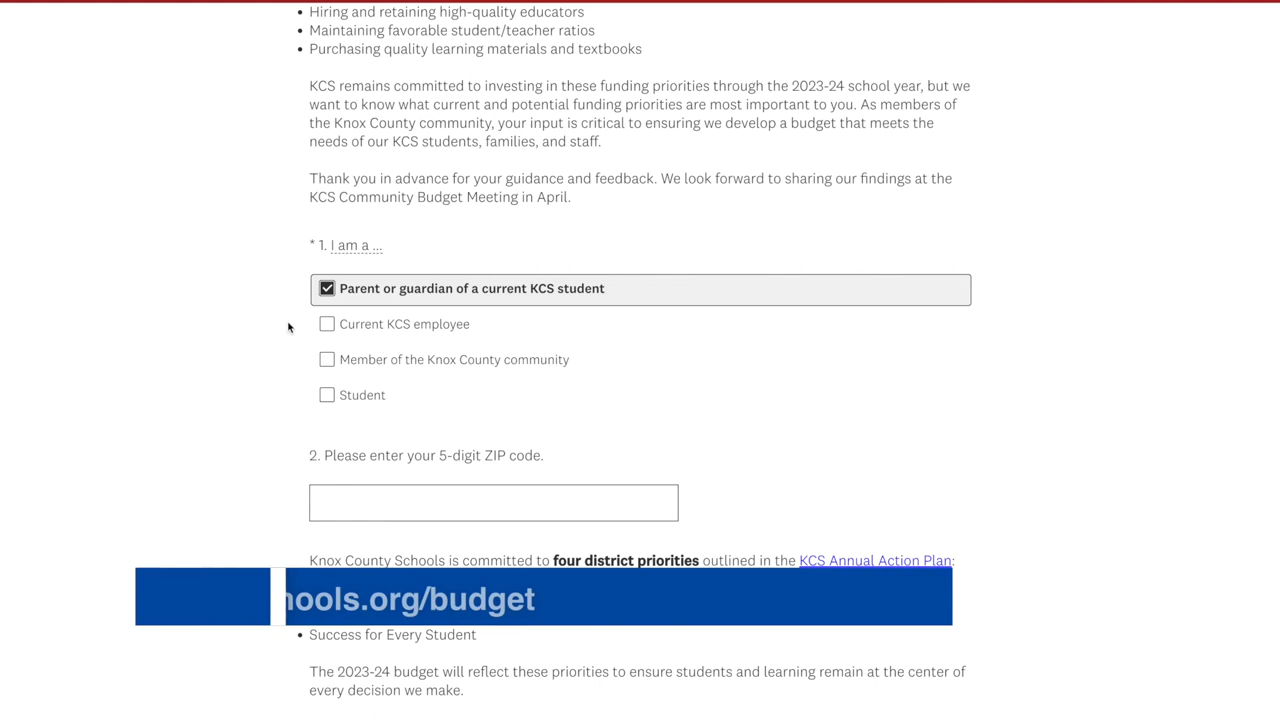 • Hiring and retaining high-quality educators
• Maintaining favorable student/teacher ratios
• Purchasing quality learning materials and textbooks
KCS remains committed to investing in these funding priorities through the 2023-24 school year, but we
want to know what current and potential funding priorities are most important to you. As members of
the Knox County community, your input is critical to ensuring we develop a budget that meets the
needs of our KCS students, families, and staff.
Thank you in advance for your guidance and feedback. We look forward to sharing our findings at the
KCS Community Budget Meeting in April.
* 1. I am a ...
Parent or guardian of a current KCS student
Current KCS employee
Member of the Knox County community
Student
2. Please enter your 5-digit ZIP code.
Knox County Schools is committed to four district priorities outlined in the KCS Annual Action Plan:
hools.org/budget
• Success for Every Student
The 2023-24 budget will reflect these priorities to ensure students and learning remain at the center of
every decision we make.